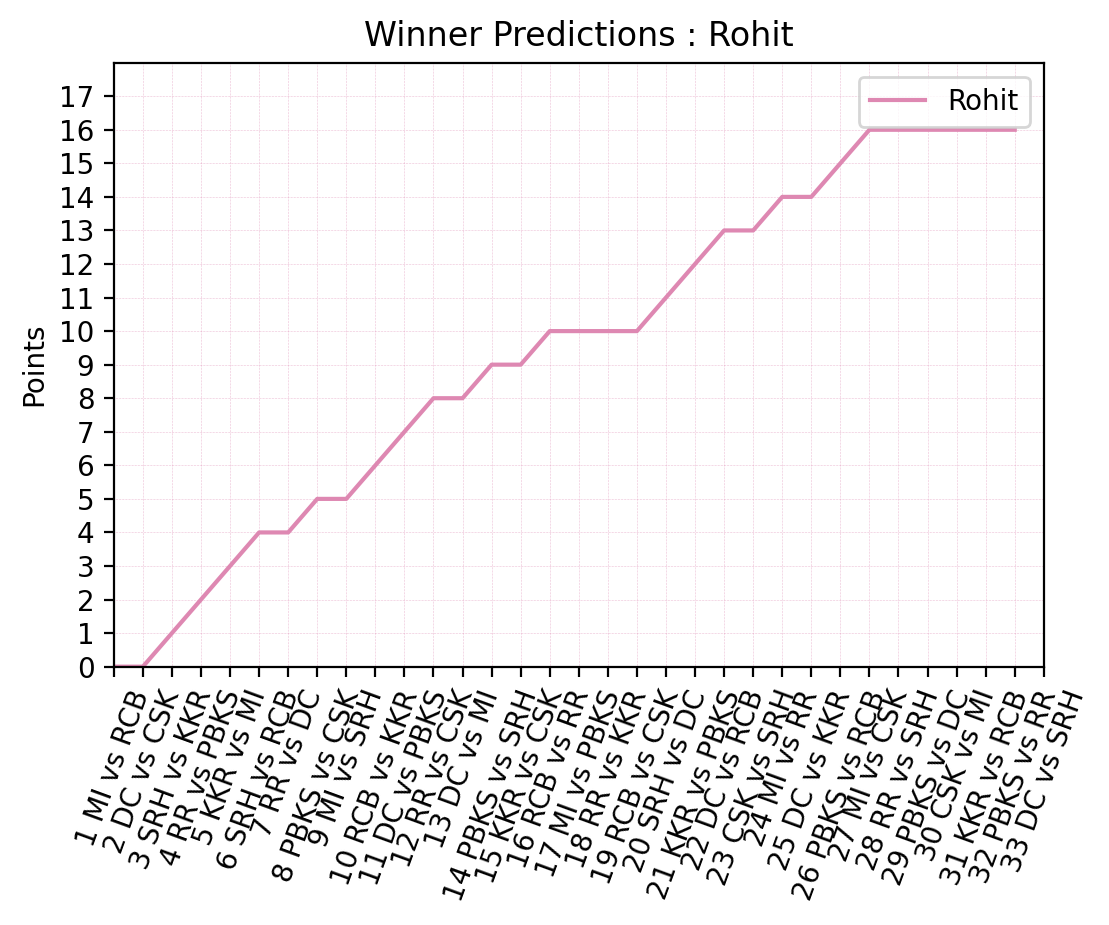 Winner Predictions : Rohit
Rohit
Points
17
16
15
14
13
12
11
10
9
8
7
6
5
4
3
2
1
0
1 MI vs RCB
2 DC vs CSK
3 SRH vs KKR
4 RR vs PBKS
5 KKR vs MI
6 SRH vs RCB
7 RR vs DC
8 PBKS vs CSK
9 MI vs SRH
10 RCB vs KKR
11 DC vs PBKS
12 RR vs CSK
13 DC vs MI
14 PBKS vs SRH
15 KKR vs CSK
16 RCB vs RR
17 MI vs PBKS
18 RR vs KKR
19 RCB vs CSK
20 SRH vs DC
21 KKR vs PBKS
22 DC vs RCB
23 CSK vs SRH
24 MI vs RR
25 DC vs KKR
26 PBKS vs RCB
27 MI vs CSK
28 RR vs SRH
29 PBKS vs DC
30 CSK vs MI
31 KKR vs RCB
32 PBKS vs RR
33 DC vs SRH